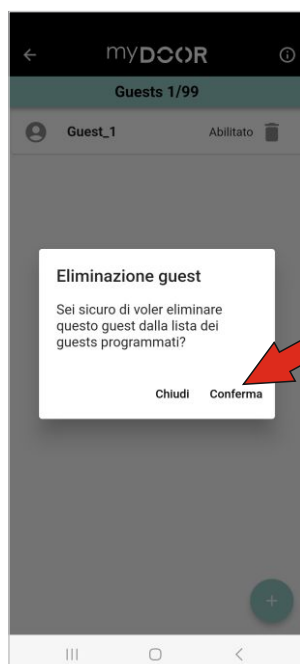 myDOOR
Guests 1/99
Guest_1 Abilitato
Eliminazione guest
Sei sicuro di voler eliminare
questo guest dalla lista dei
guests programmati?
Chiudi Conferma